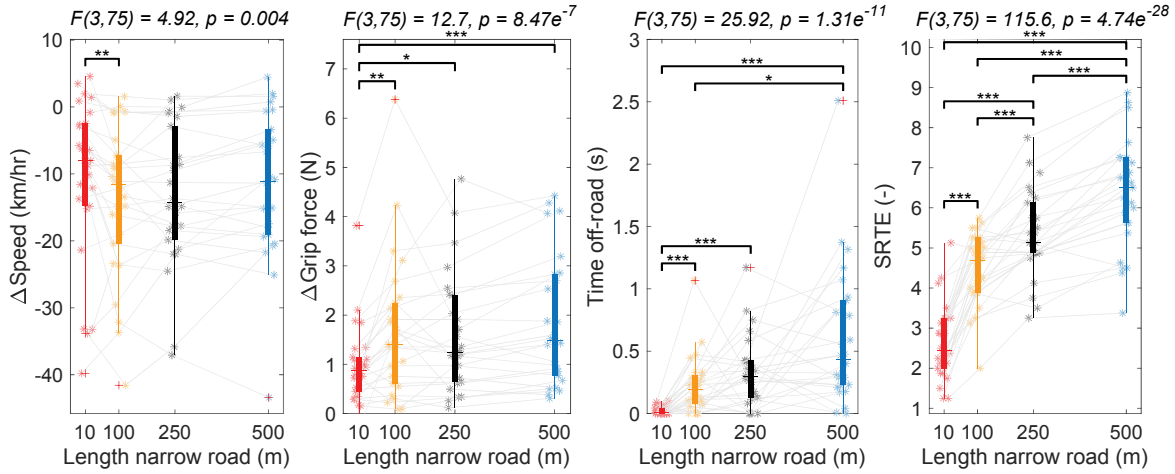 F(3,75) = 4.92, p = 0.004
**
ΔSpeed (km/hr)
0
-10
-20
-30
-40
10 100 250 500
Length narrow road (m)
F(3,75) = 12.7, p = 8.47e-7
***
*
**
ΔGrip force (N)
7
6
5
4
3
2
1
0
10 100 250 500
Length narrow road (m)
F(3,75) = 25.92, p = 1.31e-11
***
*
***
***
Time off-road (s)
3
2.5
2
1.5
1
0.5
0
10 100 250 500
Length narrow road (m)
F(3,75) = 115.6, p = 4.74e-28
***
***
***
***
***
***
SRTE (-)
10
9
8
7
6
5
4
3
2
1
10 100 250 500
Length narrow road (m)